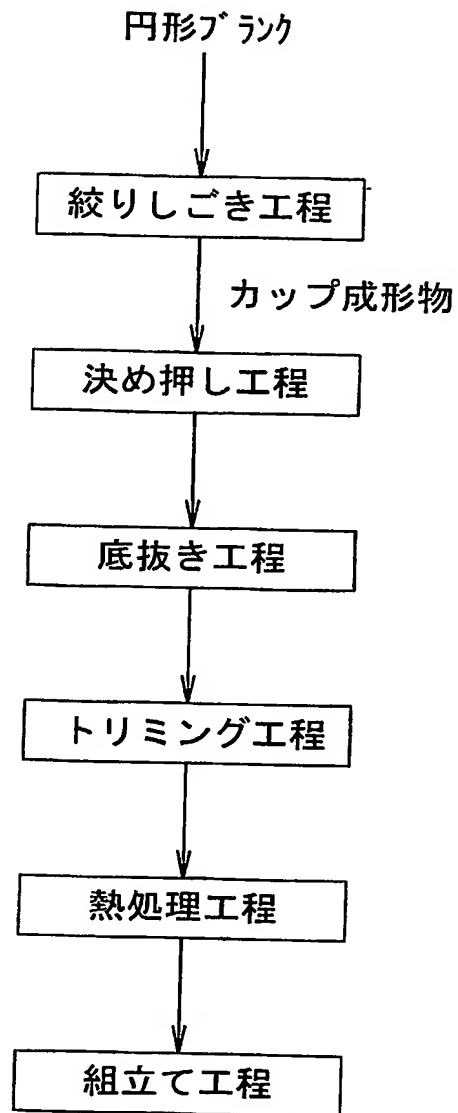 円形ブランク
絞りしごき工程
カップ成形物
決め押し工程
底抜き工程
トリミング工程
熱処理工程
組立て工程